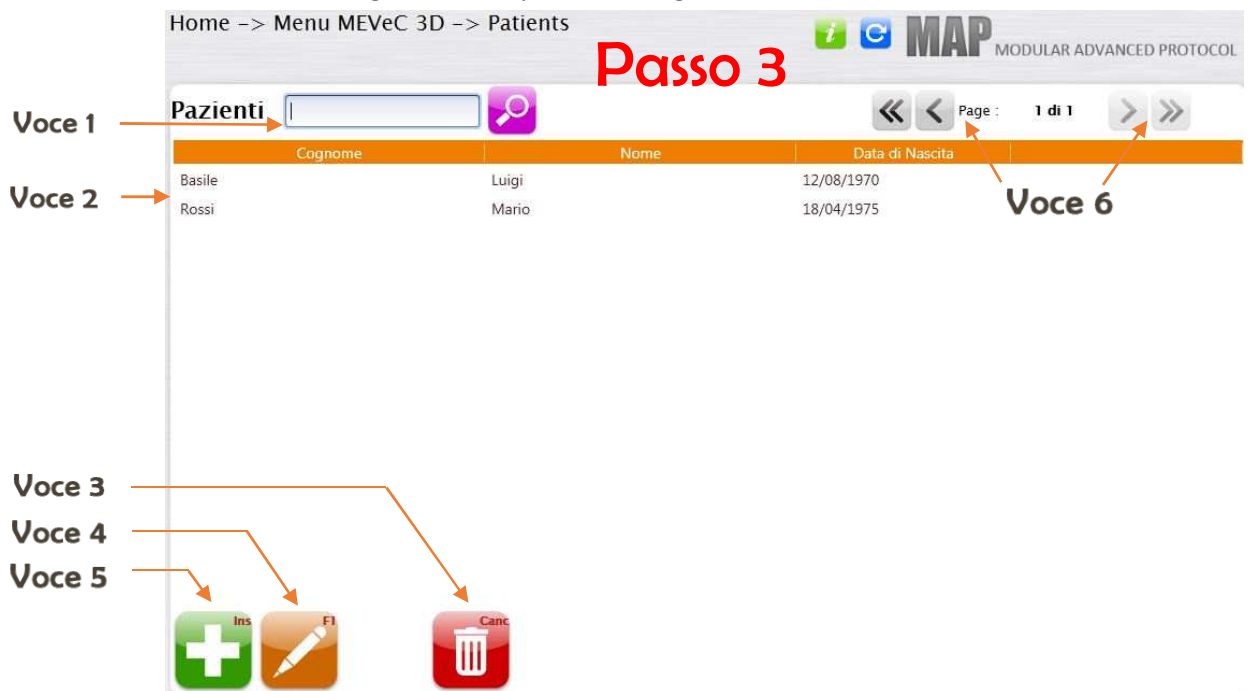 Home -> Menu MEVeC 3D -> Patients
MAP MODULAR ADVANCED PROTOCOL
Passo 3
Voce 1
Pazienti
Page : 1 di 1
Cognome Nome Data di Nascita
Voce 2
Basile Luigi 12/08/1970
Rossi Mario 18/04/1975
Voce 6
Voce 3
Voce 4
Voce 5
Ins F1 Canc